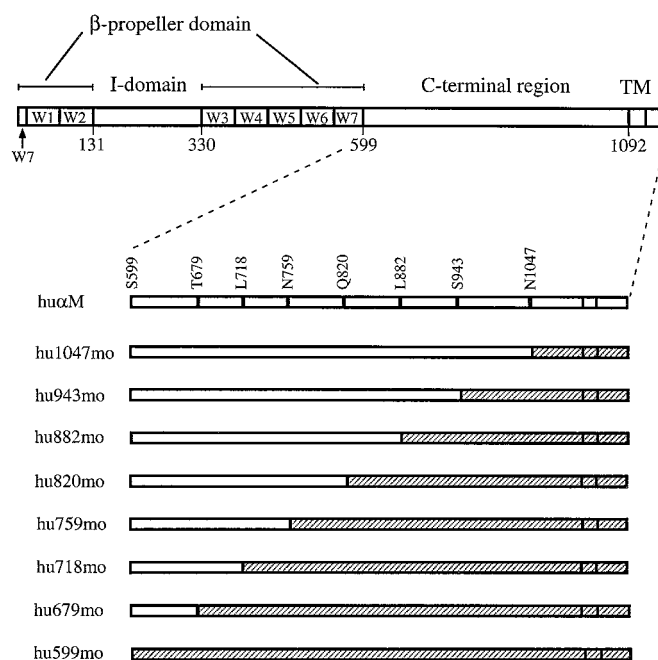 β-propeller domain
I-domain
C-terminal region
TM
W1 W2 W3 W4 W5 W6 W7
W7
131 330 599 1092
S599 T679 L718 N759 Q820 L882 S943 N1047
huαM
hu1047mo
hu943mo
hu882mo
hu820mo
hu759mo
hu718mo
hu679mo
hu599mo